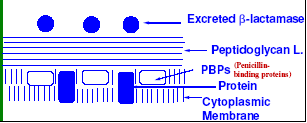 Excreted β-lactamase
Peptidoglycan L.
PBPs (Penicillin-
binding proteins)
Protein
Cytoplasmic
Membrane